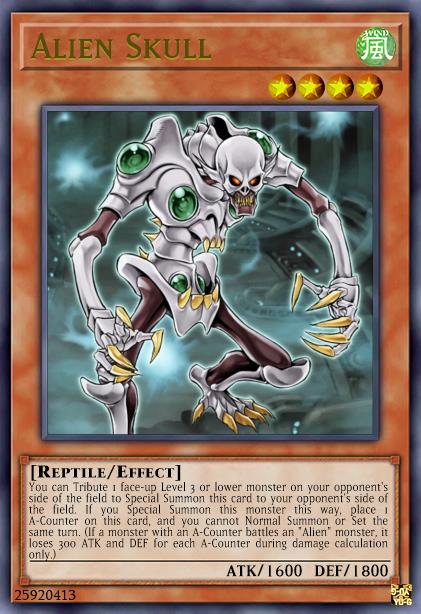 Alien Skull
WIND
風
[Reptile/Effect]
You can Tribute 1 face-up Level 3 or lower monster on your opponent's
side of the field to Special Summon this card to your opponent's side of
the field. If you Special Summon this monster this way, place 1
A-Counter on this card, and you cannot Normal Summon or Set the
same turn. (If a monster with an A-Counter battles an "Alien" monster, it
loses 300 ATK and DEF for each A-Counter during damage calculation
only.)
ATK/1600 DEF/1800
25920413